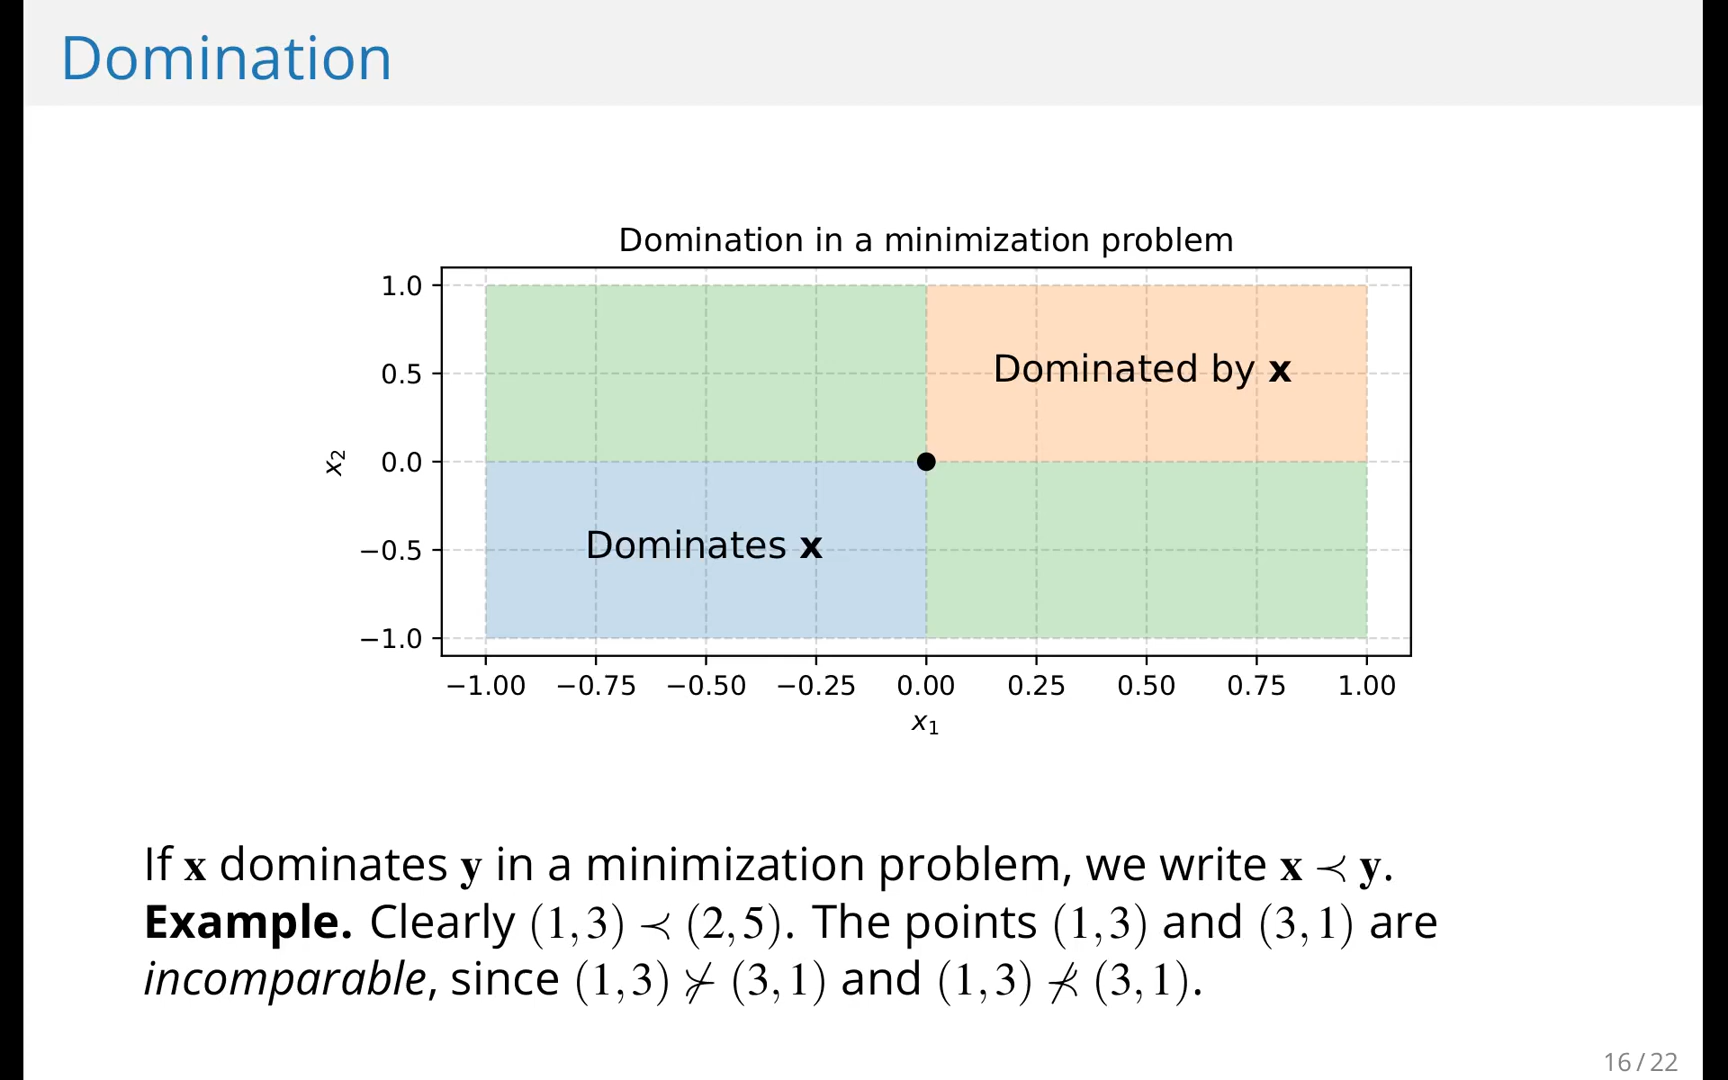 Domination
Domination in a minimization problem
1.0
0.5
0.0
−0.5
−1.0
x₂
Dominated by x
Dominates x
−1.00 −0.75 −0.50 −0.25 0.00 0.25 0.50 0.75 1.00
x₁
If x dominates y in a minimization problem, we write x ≺ y.
Example. Clearly (1,3) ≺ (2,5). The points (1,3) and (3,1) are
incomparable, since (1,3) ⊁ (3,1) and (1,3) ⊀ (3,1).
16 / 22